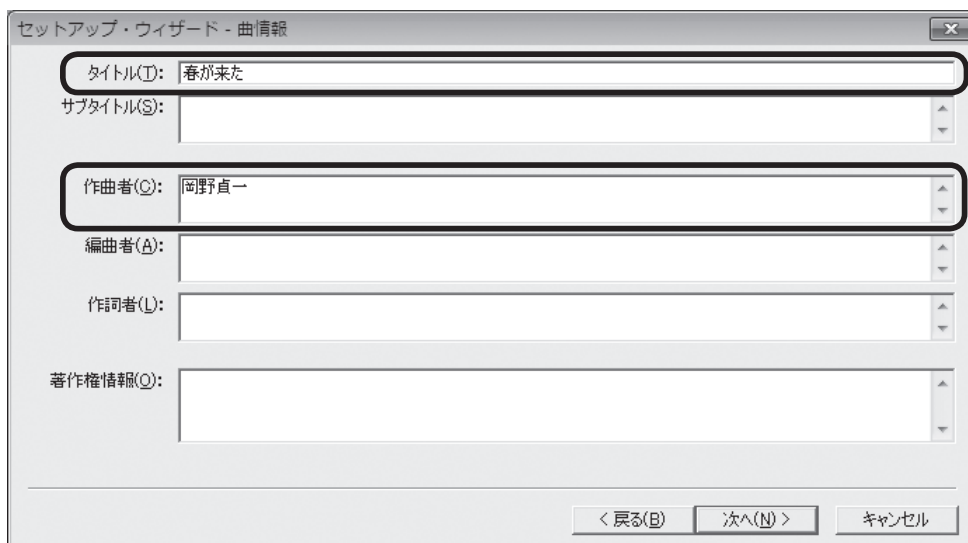 セットアップ・ウィザード - 曲情報
タイトル(T): 春が来た
サブタイトル(S):
作曲者(C): 岡野貞一
編曲者(A):
作詞者(L):
著作権情報(O):
< 戻る(B) 次へ(N) > キャンセル